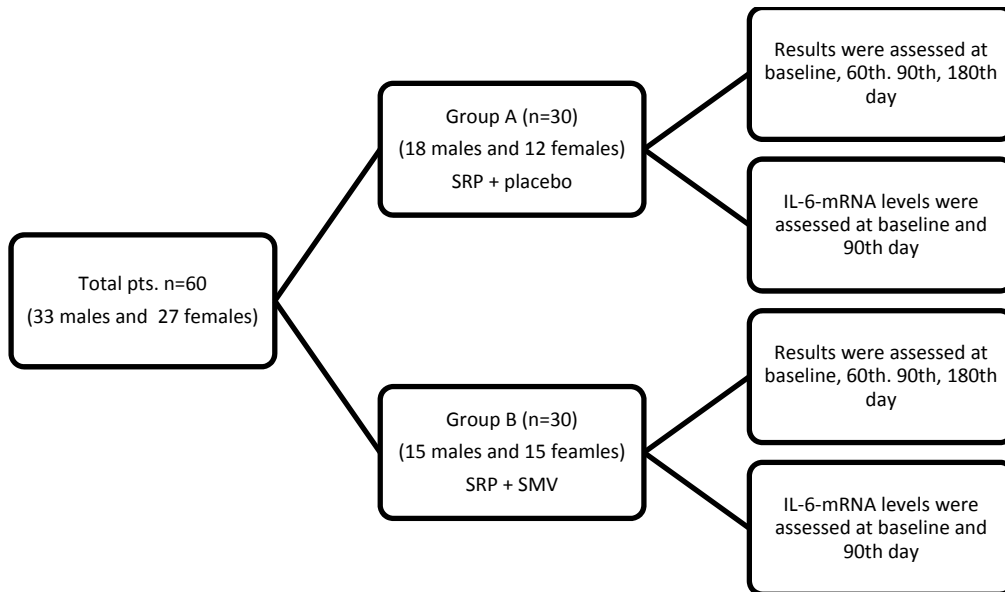 Total pts. n=60
(33 males and 27 females)
Group A (n=30)
(18 males and 12 females)
SRP + placebo
Results were assessed at
baseline, 60th. 90th, 180th
day
IL-6-mRNA levels were
assessed at baseline and
90th day
Group B (n=30)
(15 males and 15 feamles)
SRP + SMV
Results were assessed at
baseline, 60th. 90th, 180th
day
IL-6-mRNA levels were
assessed at baseline and
90th day